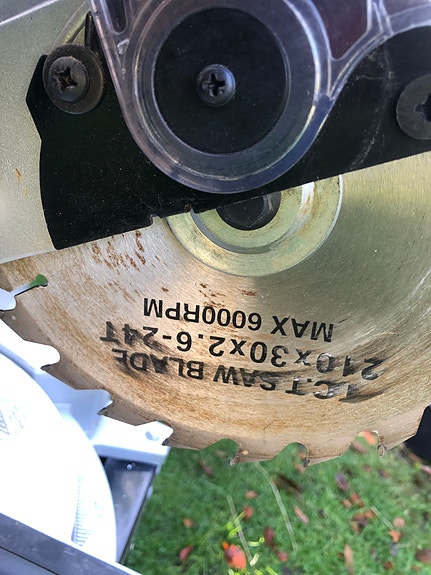 T.C.T SAW BLADE
210x30x2.6-24T
MAX 6000RPM